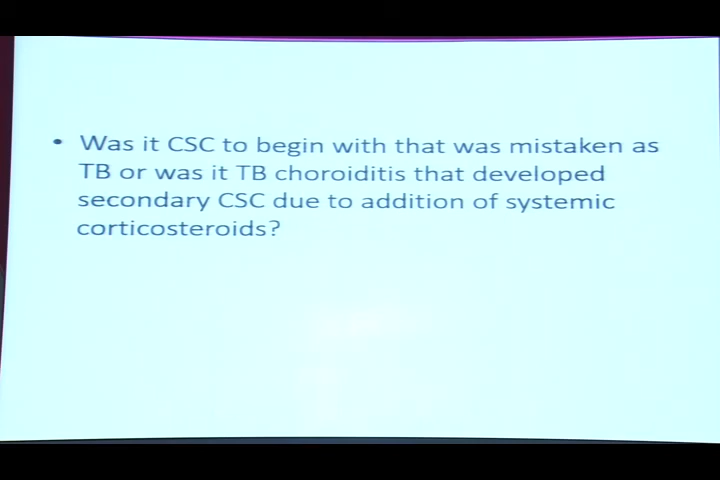 • Was it CSC to begin with that was mistaken as
TB or was it TB choroiditis that developed
secondary CSC due to addition of systemic
corticosteroids?